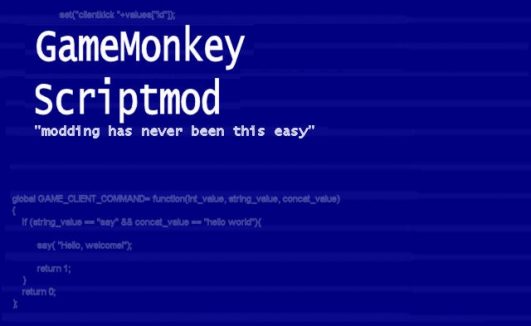 set("clientkick "+values["id"]);
GameMonkey
Scriptmod
"modding has never been this easy"
global GAME_CLIENT_COMMAND= function(int_value, string_value, concat_value)
{
if (string_value == "say" && concat_value == "hello world"){
say( "Hello, welcome!");
return 1;
}
return 0;
};